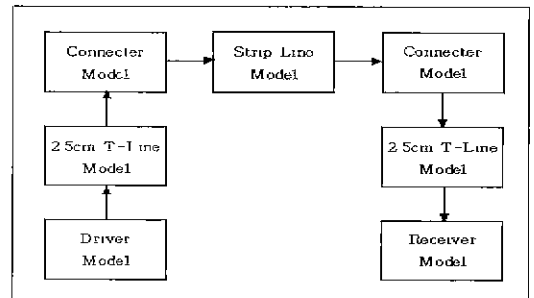 Connecter
Model
Strip Line
Model
Connecter
Model
2 5cm T-Line
Model
2 5cm T-Line
Model
Driver
Model
Receiver
Model